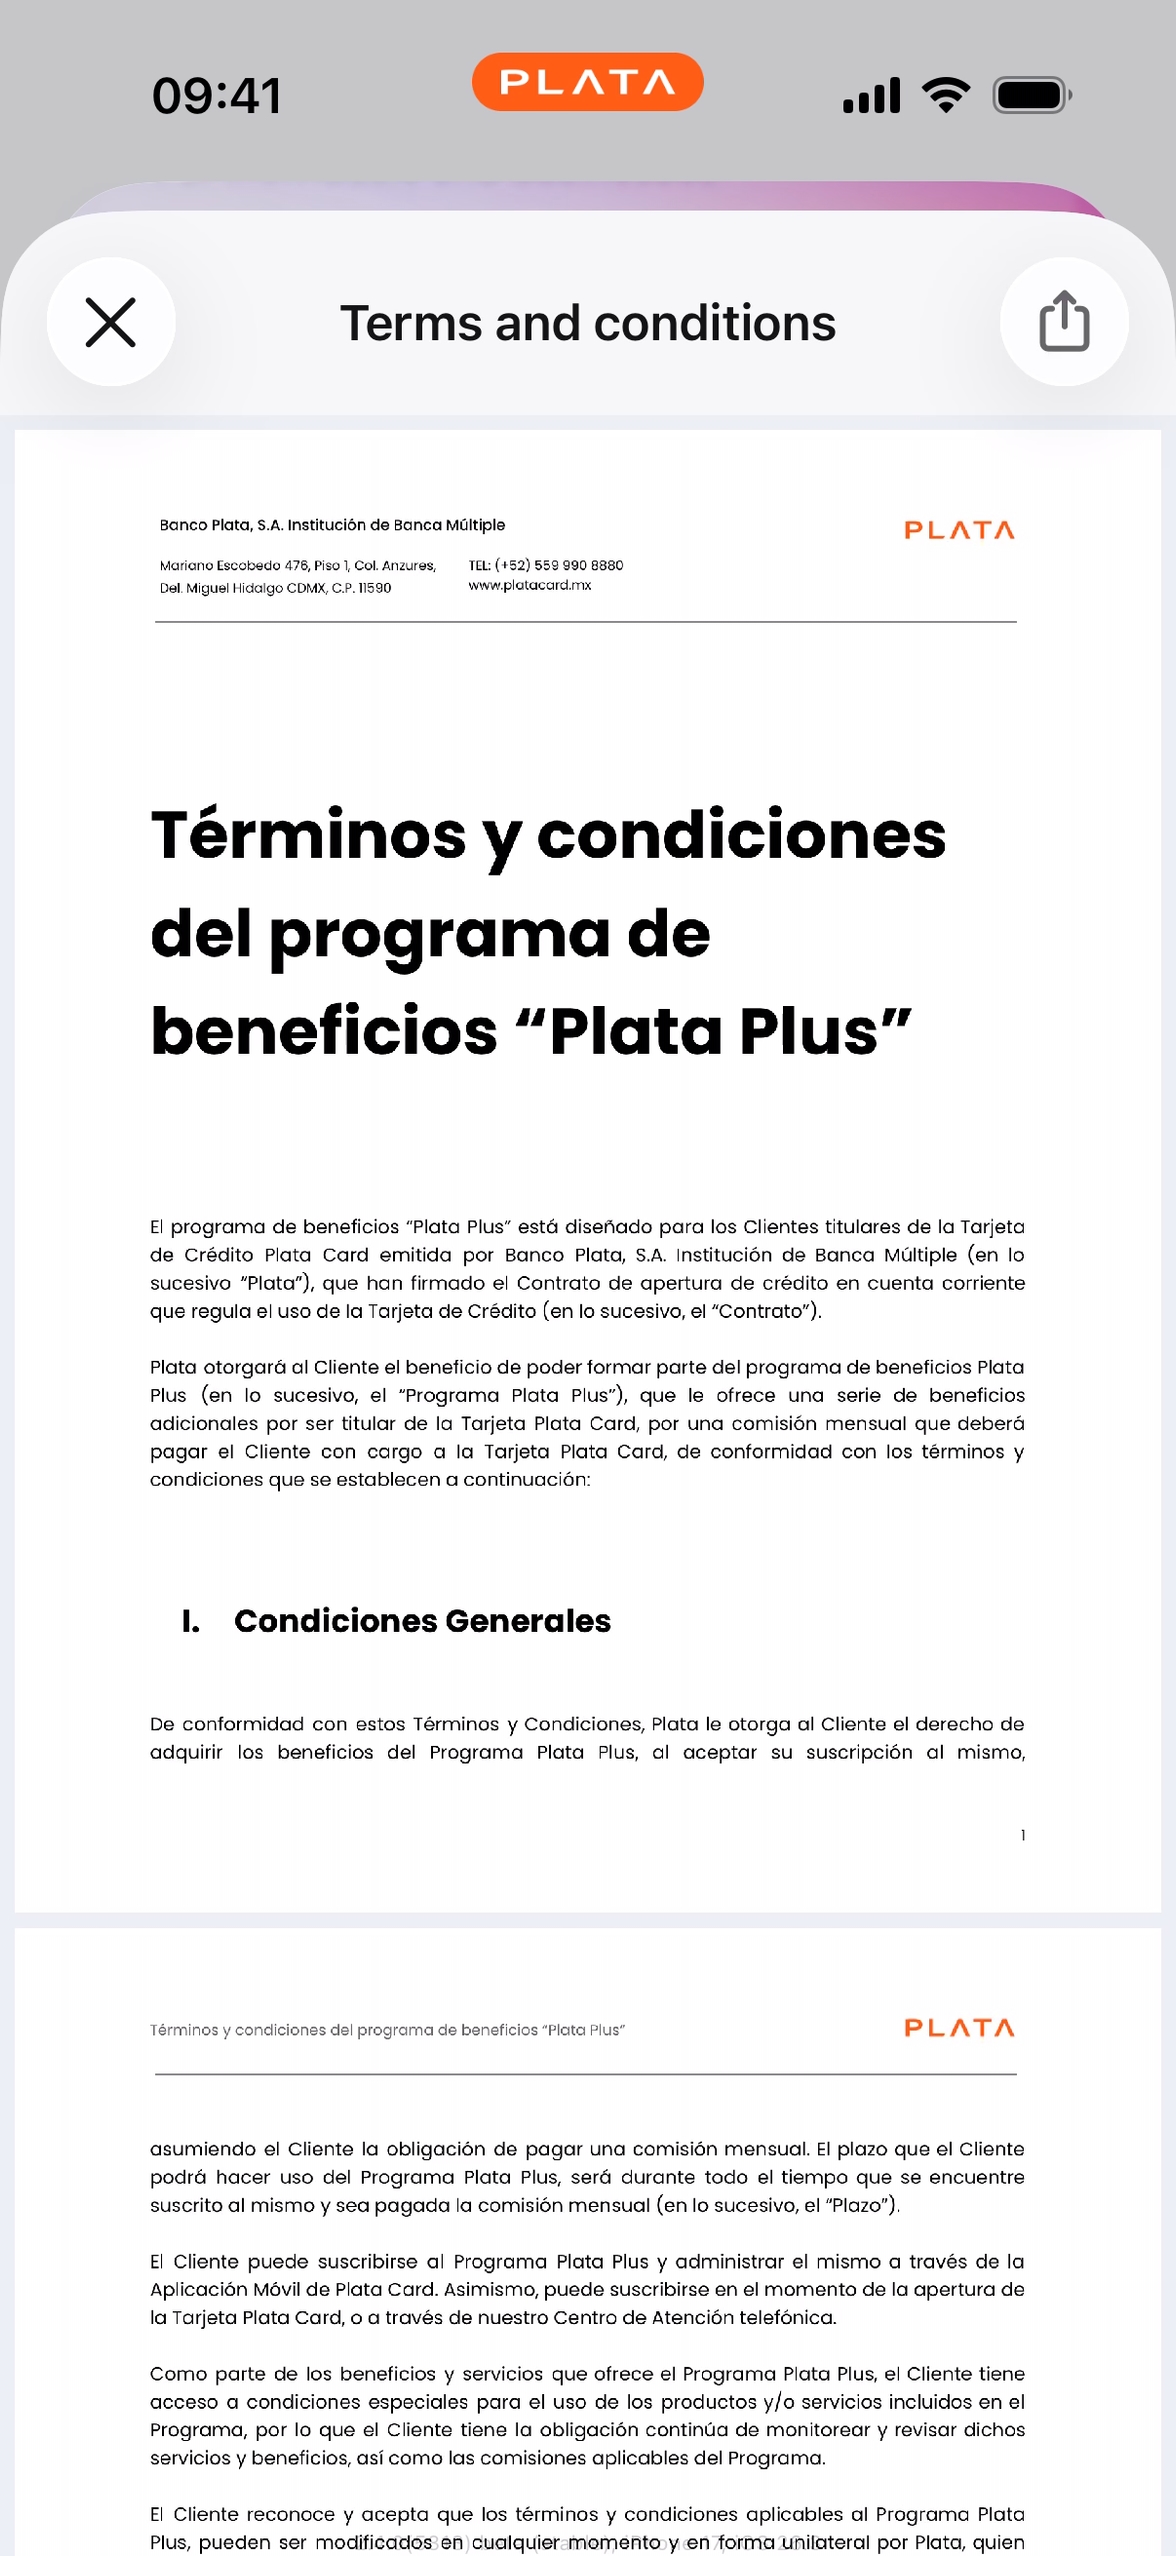 09:41
PLATA
Terms and conditions
Banco Plata, S.A. Institución de Banca Múltiple
PLATA
Mariano Escobedo 476, Piso 1, Col. Anzures,
Del. Miguel Hidalgo CDMX, C.P. 11590
TEL: (+52) 559 990 8880
www.platacard.mx
Términos y condiciones
del programa de
beneficios “Plata Plus”
El programa de beneficios “Plata Plus” está diseñado para los Clientes titulares de la Tarjeta
de Crédito Plata Card emitida por Banco Plata, S.A. Institución de Banca Múltiple (en lo
sucesivo “Plata”), que han firmado el Contrato de apertura de crédito en cuenta corriente
que regula el uso de la Tarjeta de Crédito (en lo sucesivo, el “Contrato”).
Plata otorgará al Cliente el beneficio de poder formar parte del programa de beneficios Plata
Plus (en lo sucesivo, el “Programa Plata Plus”), que le ofrece una serie de beneficios
adicionales por ser titular de la Tarjeta Plata Card, por una comisión mensual que deberá
pagar el Cliente con cargo a la Tarjeta Plata Card, de conformidad con los términos y
condiciones que se establecen a continuación:
I. Condiciones Generales
De conformidad con estos Términos y Condiciones, Plata le otorga al Cliente el derecho de
adquirir los beneficios del Programa Plata Plus, al aceptar su suscripción al mismo,
1
Términos y condiciones del programa de beneficios “Plata Plus”
PLATA
asumiendo el Cliente la obligación de pagar una comisión mensual. El plazo que el Cliente
podrá hacer uso del Programa Plata Plus, será durante todo el tiempo que se encuentre
suscrito al mismo y sea pagada la comisión mensual (en lo sucesivo, el “Plazo”).
El Cliente puede suscribirse al Programa Plata Plus y administrar el mismo a través de la
Aplicación Móvil de Plata Card. Asimismo, puede suscribirse en el momento de la apertura de
la Tarjeta Plata Card, o a través de nuestro Centro de Atención telefónica.
Como parte de los beneficios y servicios que ofrece el Programa Plata Plus, el Cliente tiene
acceso a condiciones especiales para el uso de los productos y/o servicios incluidos en el
Programa, por lo que el Cliente tiene la obligación continúa de monitorear y revisar dichos
servicios y beneficios, así como las comisiones aplicables del Programa.
El Cliente reconoce y acepta que los términos y condiciones aplicables al Programa Plata
Plus, pueden ser modificados en cualquier momento y en forma unilateral por Plata, quien